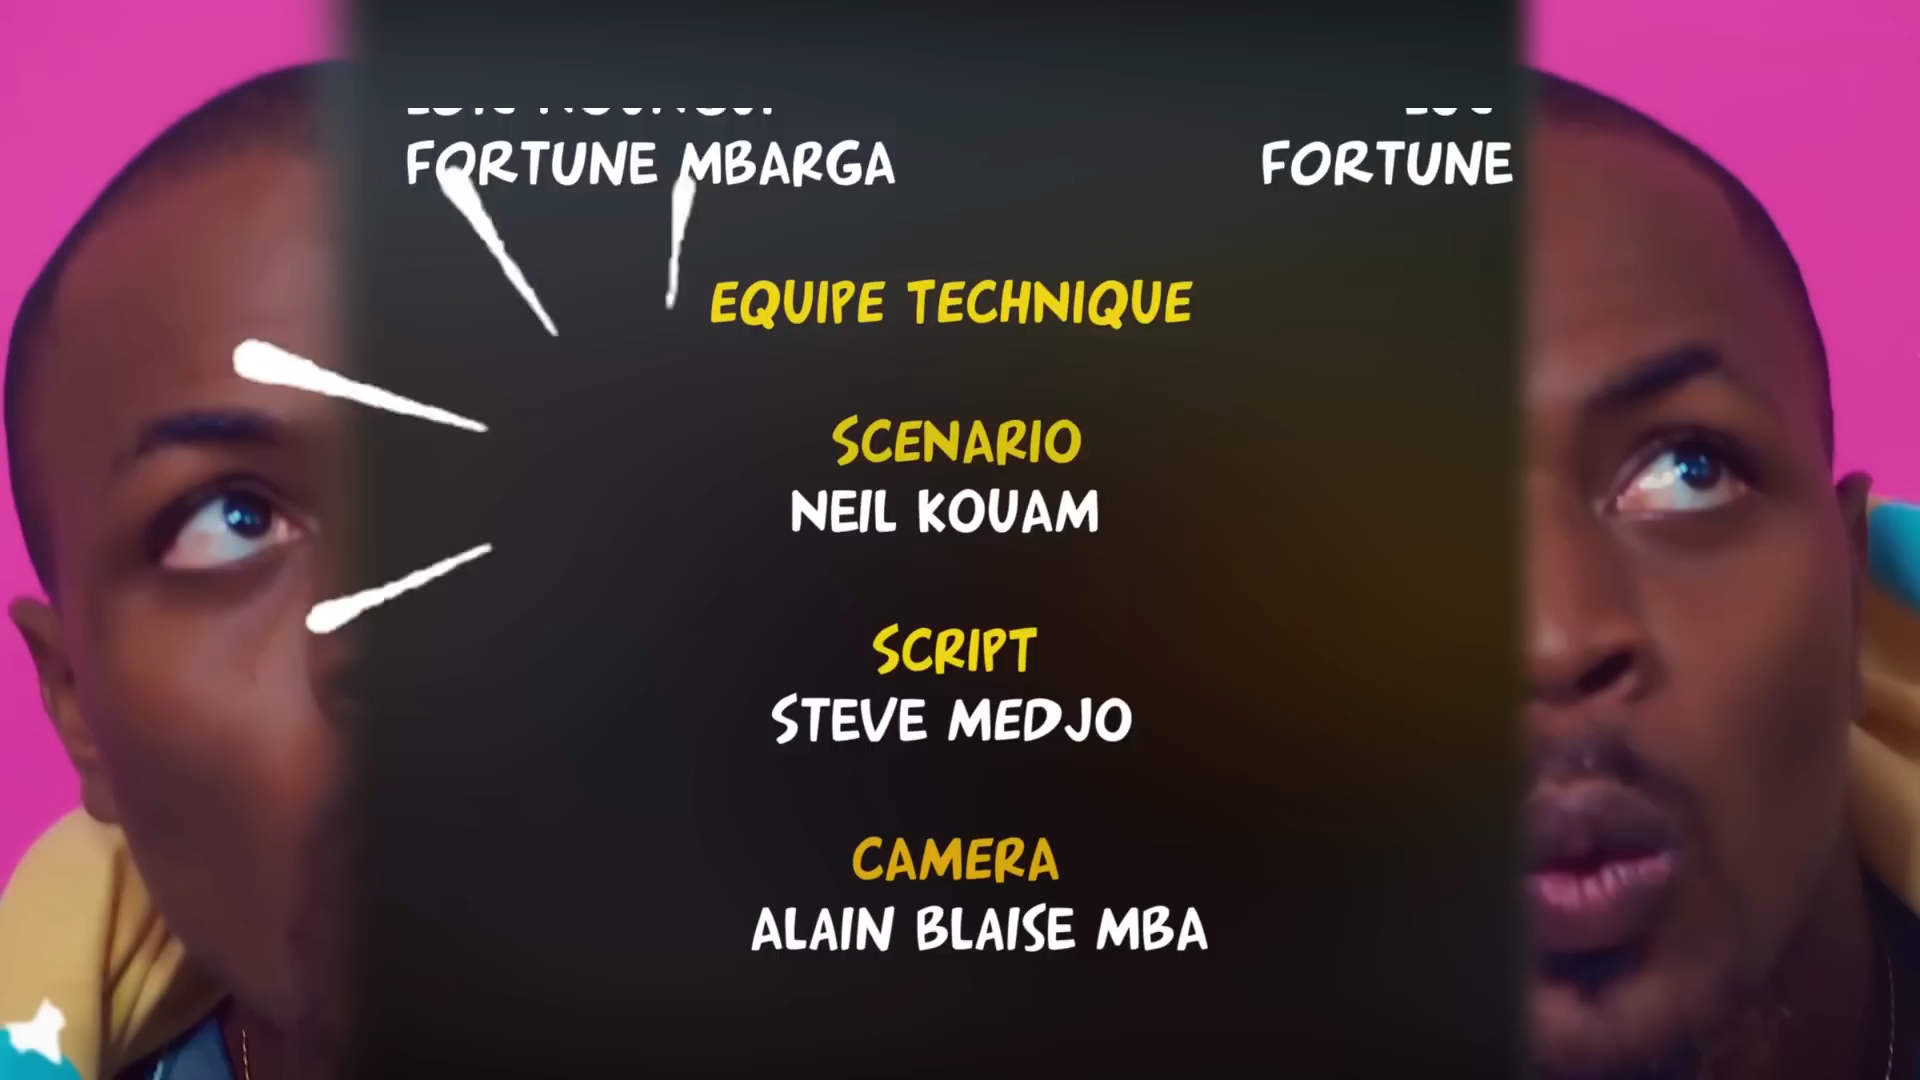 FORTUNE MBARGA FORTUNE
EQUIPE TECHNIQUE
SCENARIO
NEIL KOUAM
SCRIPT
STEVE MEDJO
CAMERA
ALAIN BLAISE MBA